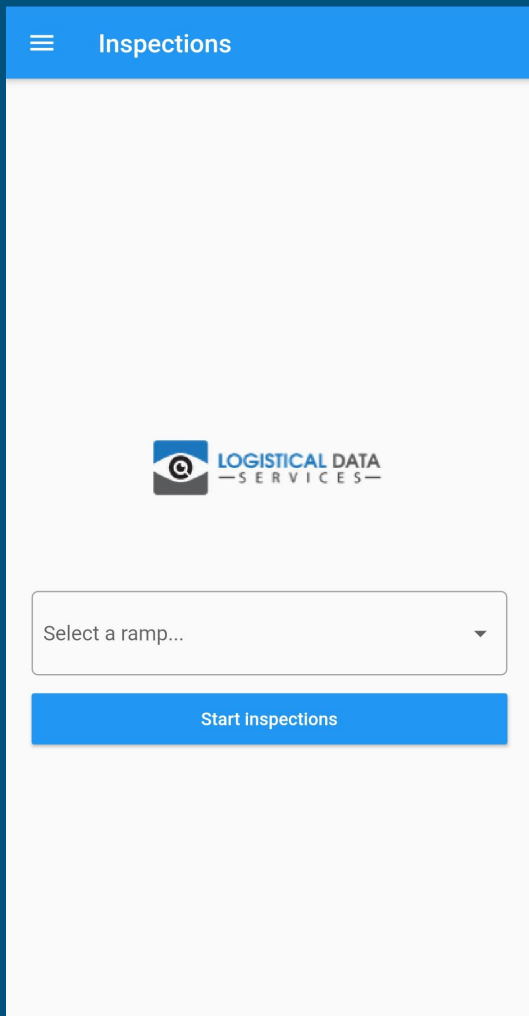 Inspections
LOGISTICAL DATA
SERVICES
Select a ramp...
Start inspections